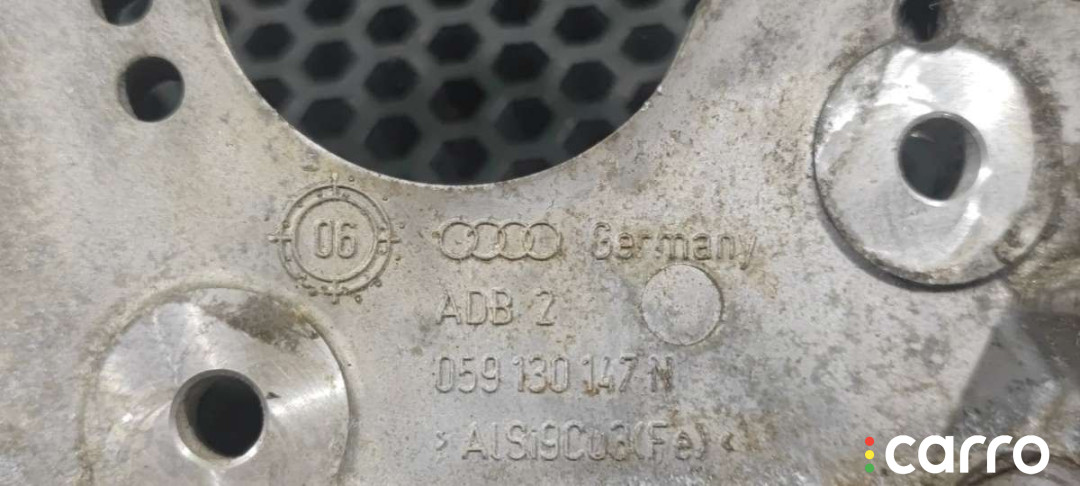 06
Germany
ADB 2
059 130 147 N
>AlSi9Cu3(Fe)<
carro